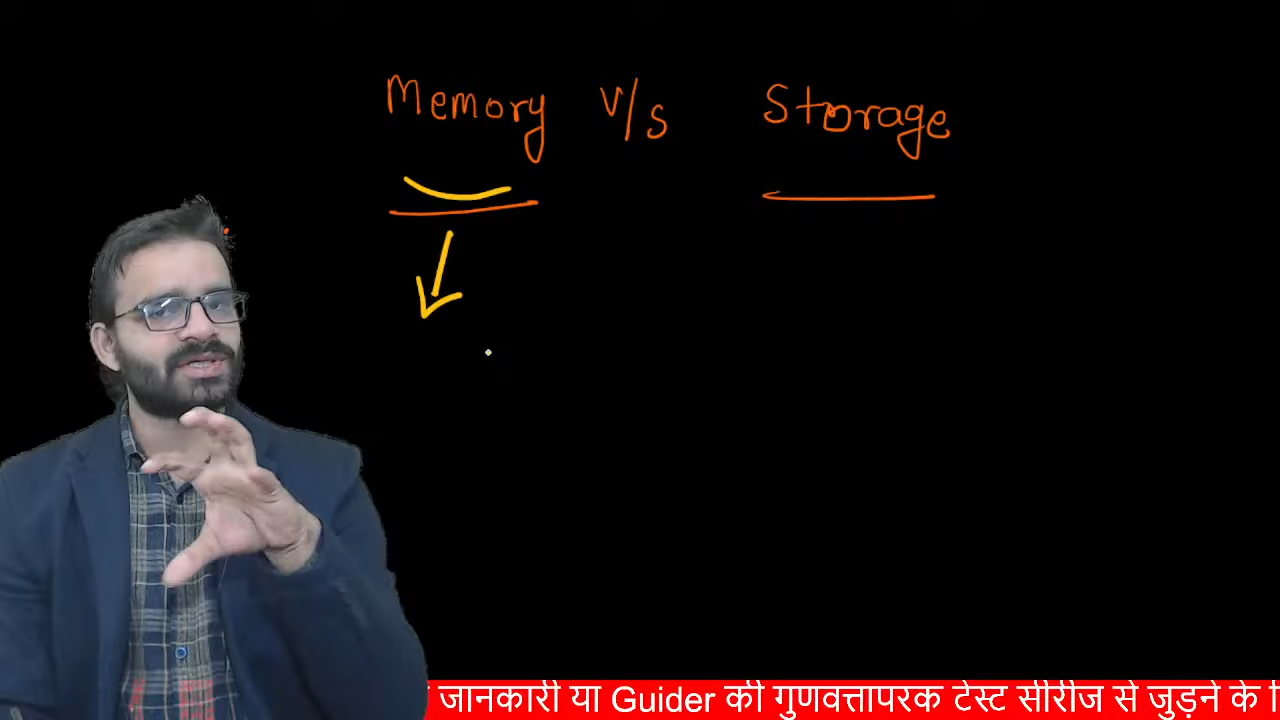 Memory v/s Storage
जानकारी या Guider की गुणवत्तापरक टेस्ट सीरीज से जुड़ने के